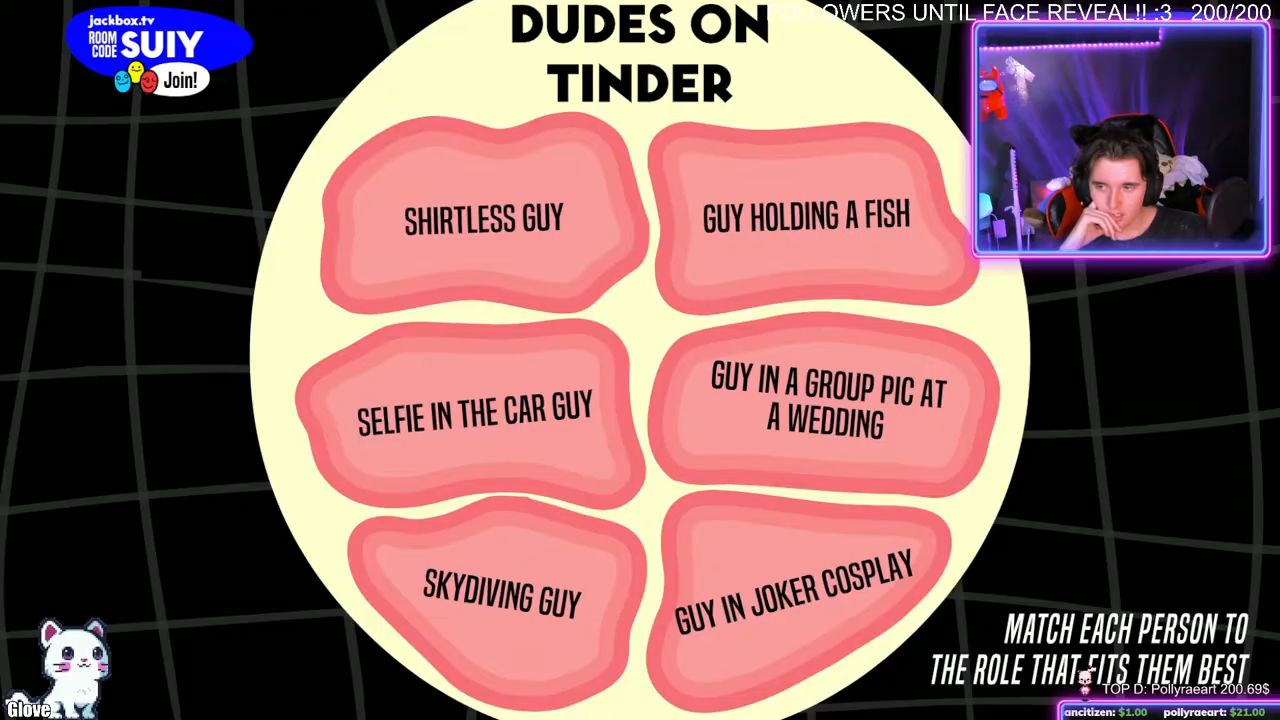 jackbox.tv
ROOM CODE
SUIY
Join!
DUDES ON
TINDER
OWERS UNTIL FACE REVEAL!! :3 200/200
SHIRTLESS GUY
GUY HOLDING A FISH
SELFIE IN THE CAR GUY
GUY IN A GROUP PIC AT
A WEDDING
SKYDIVING GUY
GUY IN JOKER COSPLAY
MATCH EACH PERSON TO
THE ROLE THAT FITS THEM BEST
TOP D: Pollyraeart 200.69$
Glove
ancitizen: $1.00 pollyraeart: $21.00